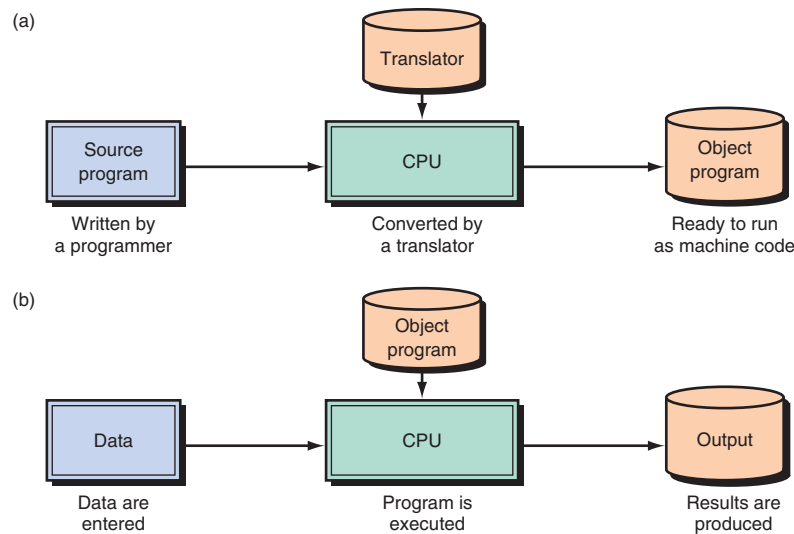 (a)
Translator
Source
program
CPU
Object
program
Written by
a programmer
Converted by
a translator
Ready to run
as machine code
(b)
Object
program
Data
CPU
Output
Data are
entered
Program is
executed
Results are
produced